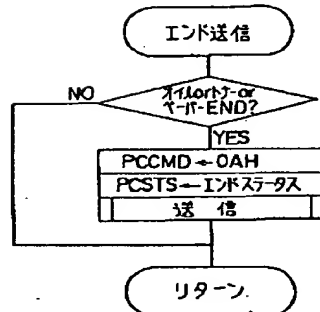 エンド送信
オイルorトナーor
ペーパーEND?
NO
YES
PCCMD←0AH
PCSTS←エンドステータス
送信
リターン